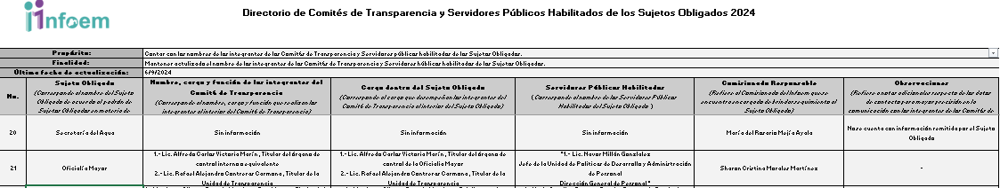 infoem
Directorio de Comités de Transparencia y Servidores Públicos Habilitados de los Sujetos Obligados 2024
Propósito: Contar con los nombres de los integrantes de los Comités de Transparencia y Servidores públicos habilitados de los Sujetos Obligados.
Finalidad: Mantener actulizado el nombre de los integrantes de los Comités de Transparencia y Servidores húblicos habilitados de los Sujetos Obligados.
Última fecha de actualización: 6/9/2024
No.
Sujeto Obligado
(Corresponde al nombre del Sujeto
Obligado de acuerdo al padrón de
Sujetos Obligados en materia de
Nombre, cargo y función de los integrantes del
Comité de Transparencia
(Corresponde al nombre, cargo y función que realizan los
integrantes al interior del Comité de Transparencia)
Cargo dentro del Sujeto Obligado
(Corresponde al cargo que desempeñan los integrantes del
Comité de Transparencia al interior del Sujeto Obligado)
Servidores Públicos Habilitados
(Corresponde al nombre de los Servidores Públicos
Habilitados del Sujeto Obligado )
Comisionado Responsable
(Refiere al Comisionado del Infoem que se
encuentra encargado de brindar seguimiento al
Sujeto Obligado)
Observaciones
(Refiere a notas adicionales respecto de los datos
de contacto para mayor precisión en la
comunicación con los integrantes de los Comités de
20
Secretaría del Agua
Sin información
Sin información
Sin información
María del Rosario Mejía Ayala
No se cuenta con información remitida por el Sujeto
Obligado
21
Oficialía Mayor
1.- Lic. Alfredo Carlos Victoria Marín, Titular del órgano de
control interno o equivalente
2.- Lic. Rafael Alejandro Contreras Carmona, Titular de la
Unidad de Transparencia
1.- Lic. Alfredo Carlos Victoria Marín, Titular del órgano de
control de la Oficialía Mayor
2.- Lic. Rafael Alejandro Contreras Carmona, Titular de la
Unidad de Transparencia
"1.- Lic. Navor Millán González
Jefe de la Unidad de Políticas de Desarrollo y Administración
de Personal
Dirección General de Personal"
Sharon Cristina Morales Martínez
-